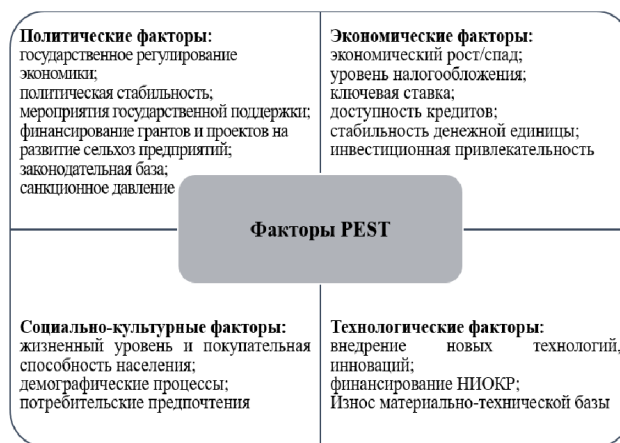 Политические факторы:
государственное регулирование
экономики;
политическая стабильность;
мероприятия государственной поддержки;
финансирование грантов и проектов на
развитие сельхоз предприятий;
законодательная база;
санкционное давление
Экономические факторы:
экономический рост/спад;
уровень налогообложения;
ключевая ставка;
доступность кредитов;
стабильность денежной единицы;
инвестиционная привлекательность
Факторы PEST
Социально-культурные факторы:
жизненный уровень и покупательная
способность населения;
демографические процессы;
потребительские предпочтения
Технологические факторы:
внедрение новых технологий,
инноваций;
финансирование НИОКР;
Износ материально-технической базы